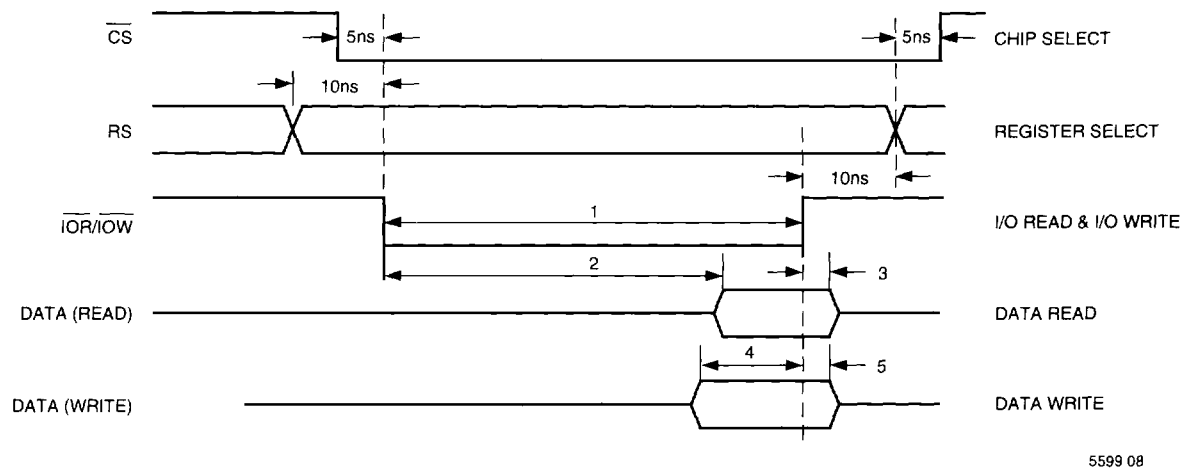 CS
5ns
5ns
CHIP SELECT
10ns
RS
REGISTER SELECT
10ns
IOR/IOW
1
I/O READ & I/O WRITE
2
3
DATA (READ)
DATA READ
4
5
DATA (WRITE)
DATA WRITE
5599 08